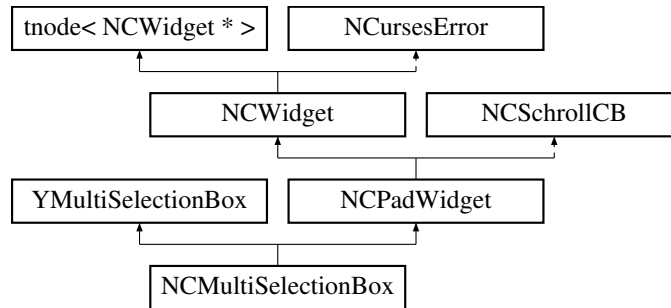 tnode< NCWidget * >
NCursesError
NCWidget
NCSchrollCB
YMultiSelectionBox
NCPadWidget
NCMultiSelectionBox